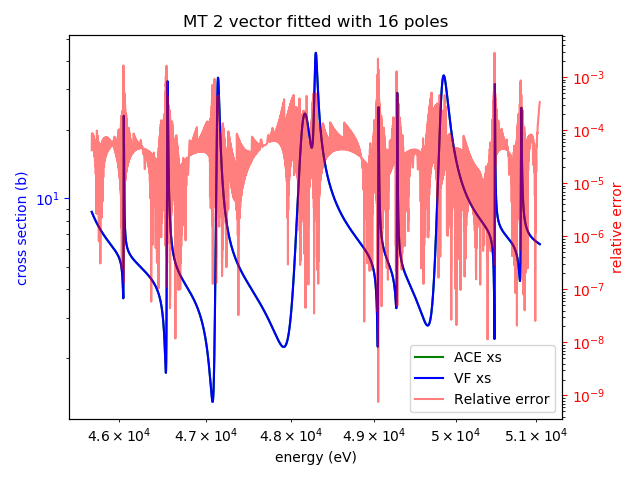 MT 2 vector fitted with 16 poles
cross section (b)
10¹
10⁻³
10⁻⁴
10⁻⁵
10⁻⁶
10⁻⁷
10⁻⁸
10⁻⁹
relative error
ACE xs
VF xs
Relative error
4.6 × 10⁴ 4.7 × 10⁴ 4.8 × 10⁴ 4.9 × 10⁴ 5 × 10⁴ 5.1 × 10⁴
energy (eV)